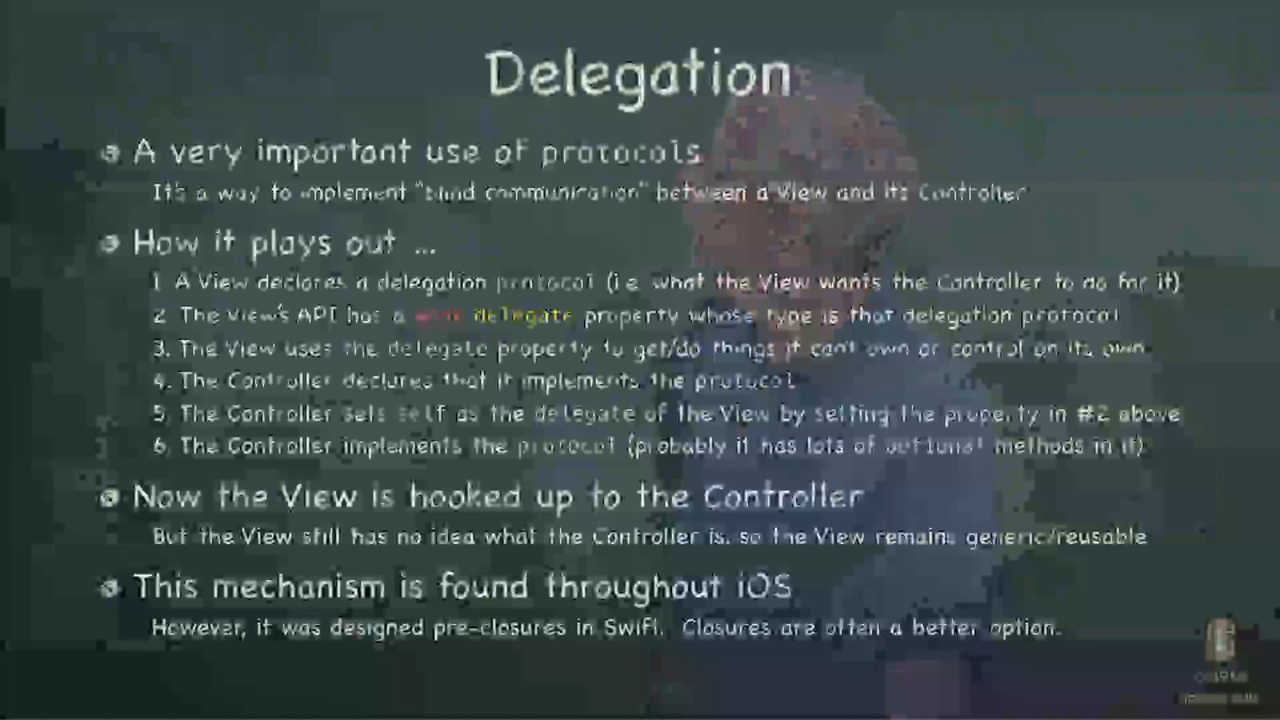 Delegation
A very important use of protocols
It's a way to implement "blind communication" between a View and its Controller
How it plays out ...
1. A View declares a delegation protocol (i.e. what the View wants the Controller to do for it)
2. The View's API has a weak delegate property whose type is that delegation protocol
3. The View uses the delegate property to get/do things it can't own or control on its own
4. The Controller declares that it implements the protocol
5. The Controller sets self as the delegate of the View by setting the property in #2 above
6. The Controller implements the protocol (probably it has lots of optional methods in it)
Now the View is hooked up to the Controller
But the View still has no idea what the Controller is, so the View remains generic/reusable
This mechanism is found throughout iOS
However, it was designed pre-closures in Swift. Closures are often a better option.